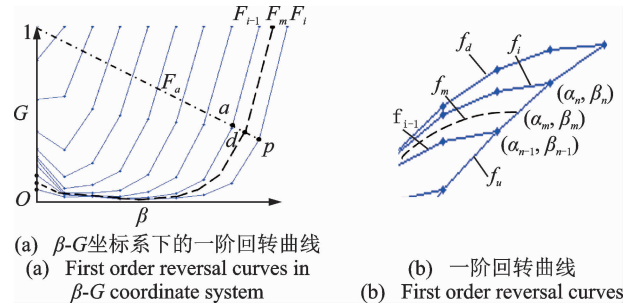 1
F_{i-1} F_m F_i
F_a
G
a
d
p
O
β
(a) β-G坐标系下的一阶回转曲线
(a) First order reversal curves in
β-G coordinate system
f_d
f_i
f_m
f_{i-1}
(α_n, β_n)
(α_m, β_m)
(α_{n-1}, β_{n-1})
f_u
(b) 一阶回转曲线
(b) First order reversal curves